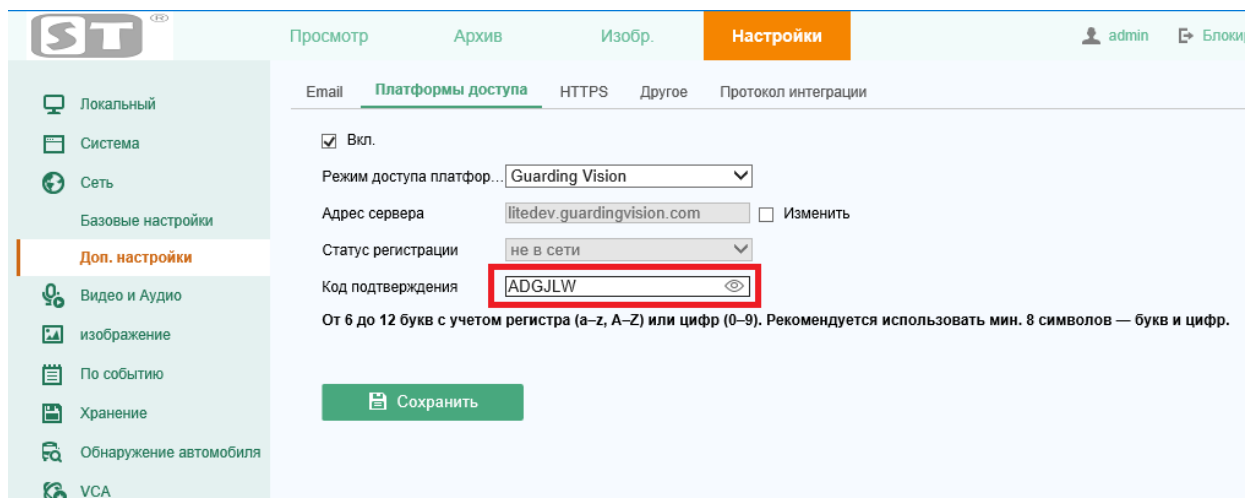 ST®
Просмотр Архив Изобр. Настройки admin Блоки
Email Платформы доступа HTTPS Другое Протокол интеграции
Локальный
Система
Сеть
Базовые настройки
Доп. настройки
Видео и Аудио
изображение
По событию
Хранение
Обнаружение автомобиля
VCA
Вкл.
Режим доступа платфор... Guarding Vision
Адрес сервера litedev.guardingvision.com Изменить
Статус регистрации не в сети
Код подтверждения ADGJLW
От 6 до 12 букв с учетом регистра (a–z, A–Z) или цифр (0–9). Рекомендуется использовать мин. 8 символов — букв и цифр.
Сохранить